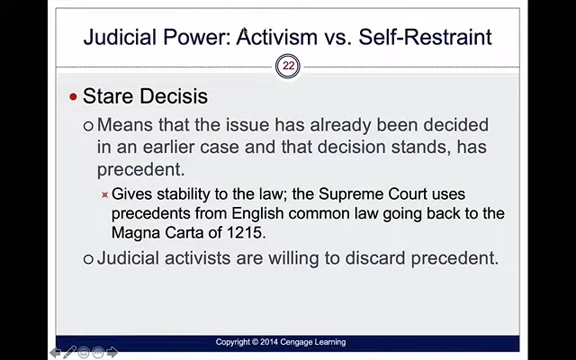 Judicial Power: Activism vs. Self-Restraint
22
Stare Decisis
Means that the issue has already been decided
in an earlier case and that decision stands, has
precedent.
Gives stability to the law; the Supreme Court uses
precedents from English common law going back to the
Magna Carta of 1215.
Judicial activists are willing to discard precedent.
Copyright © 2014 Cengage Learning